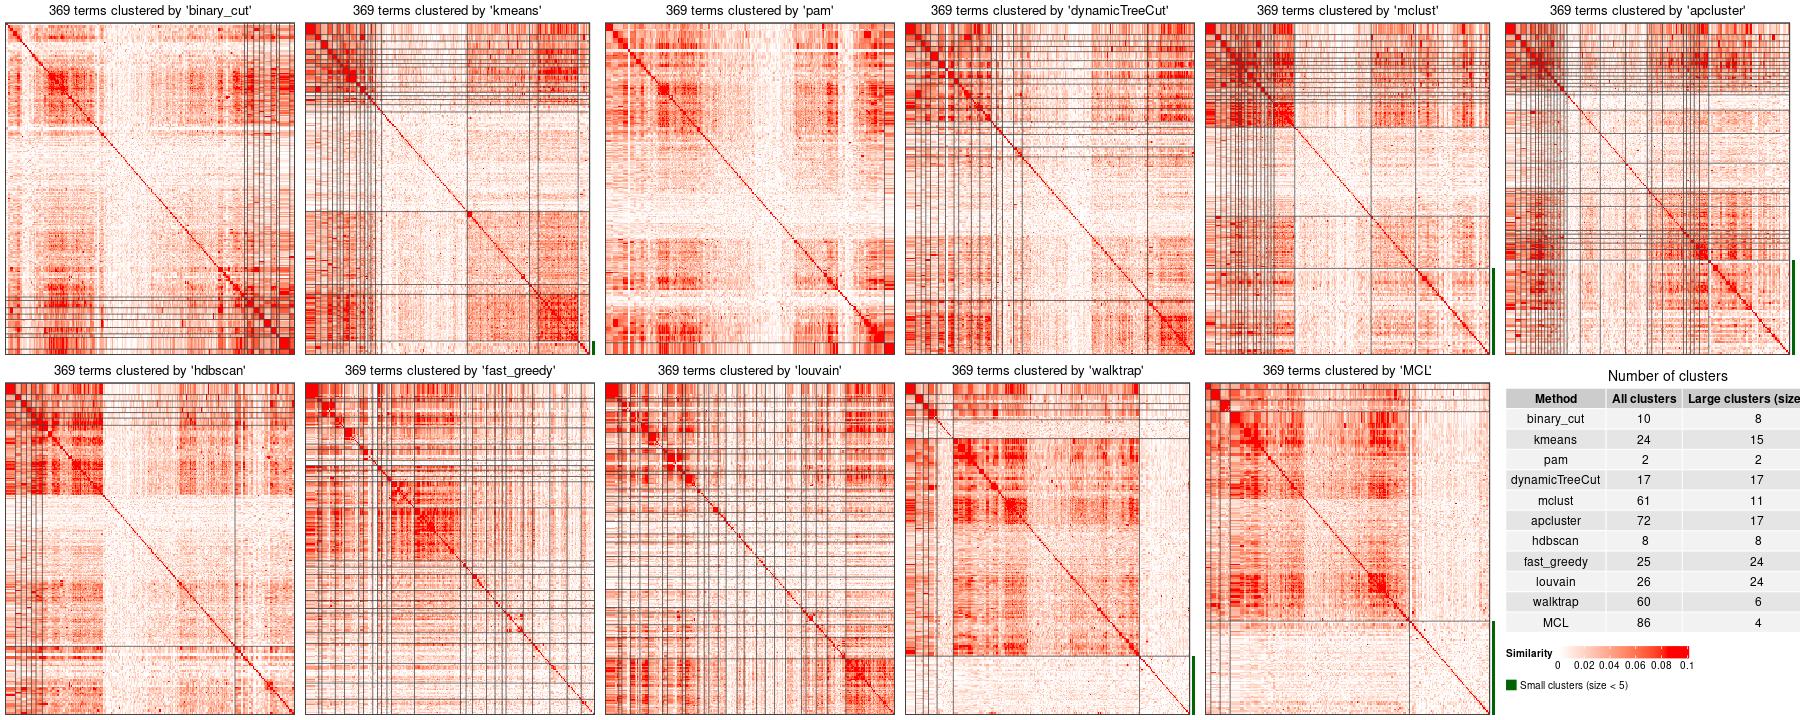 369 terms clustered by 'binary_cut'
369 terms clustered by 'kmeans'
369 terms clustered by 'pam'
369 terms clustered by 'dynamicTreeCut'
369 terms clustered by 'mclust'
369 terms clustered by 'apcluster'
369 terms clustered by 'hdbscan'
369 terms clustered by 'fast_greedy'
369 terms clustered by 'louvain'
369 terms clustered by 'walktrap'
369 terms clustered by 'MCL'
Number of clusters
Method All clusters Large clusters (size
binary_cut 10 8
kmeans 24 15
pam 2 2
dynamicTreeCut 17 17
mclust 61 11
apcluster 72 17
hdbscan 8 8
fast_greedy 25 24
louvain 26 24
walktrap 60 6
MCL 86 4
Similarity
0 0.02 0.04 0.06 0.08 0.1
Small clusters (size < 5)